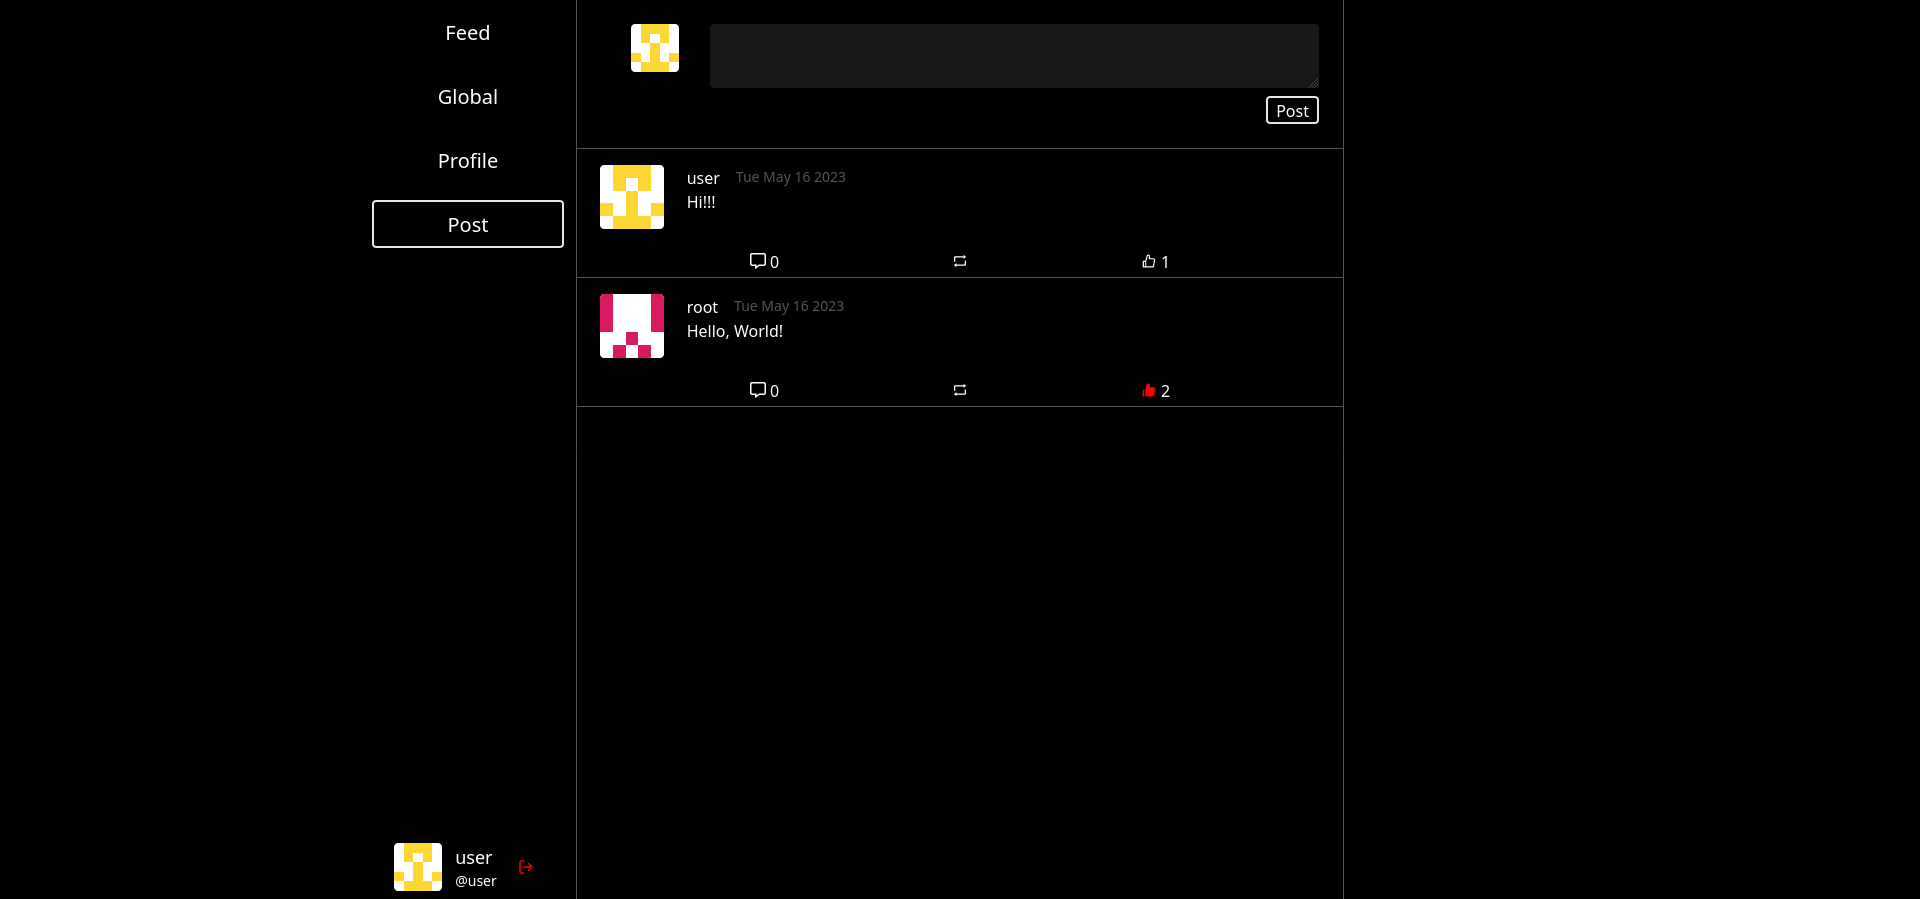 Feed
Global
Profile
Post
Post
user Tue May 16 2023
Hi!!!
0 1
root Tue May 16 2023
Hello, World!
0 2
user
@user